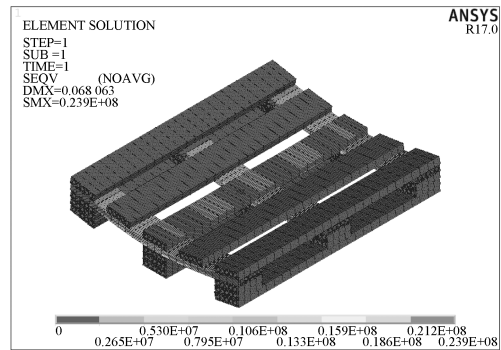 1
ANSYS
R17.0
ELEMENT SOLUTION
STEP=1
SUB =1
TIME=1
SEQV (NOAVG)
DMX=0.068 063
SMX=0.239E+08
0 0.530E+07 0.106E+08 0.159E+08 0.212E+08
0.265E+07 0.795E+07 0.133E+08 0.186E+08 0.239E+08